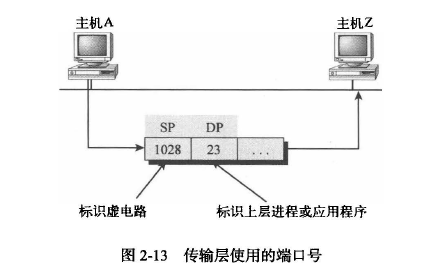 主机A
主机Z
SP DP
1028 23 ...
标识虚电路
标识上层进程或应用程序
图 2-13 传输层使用的端口号